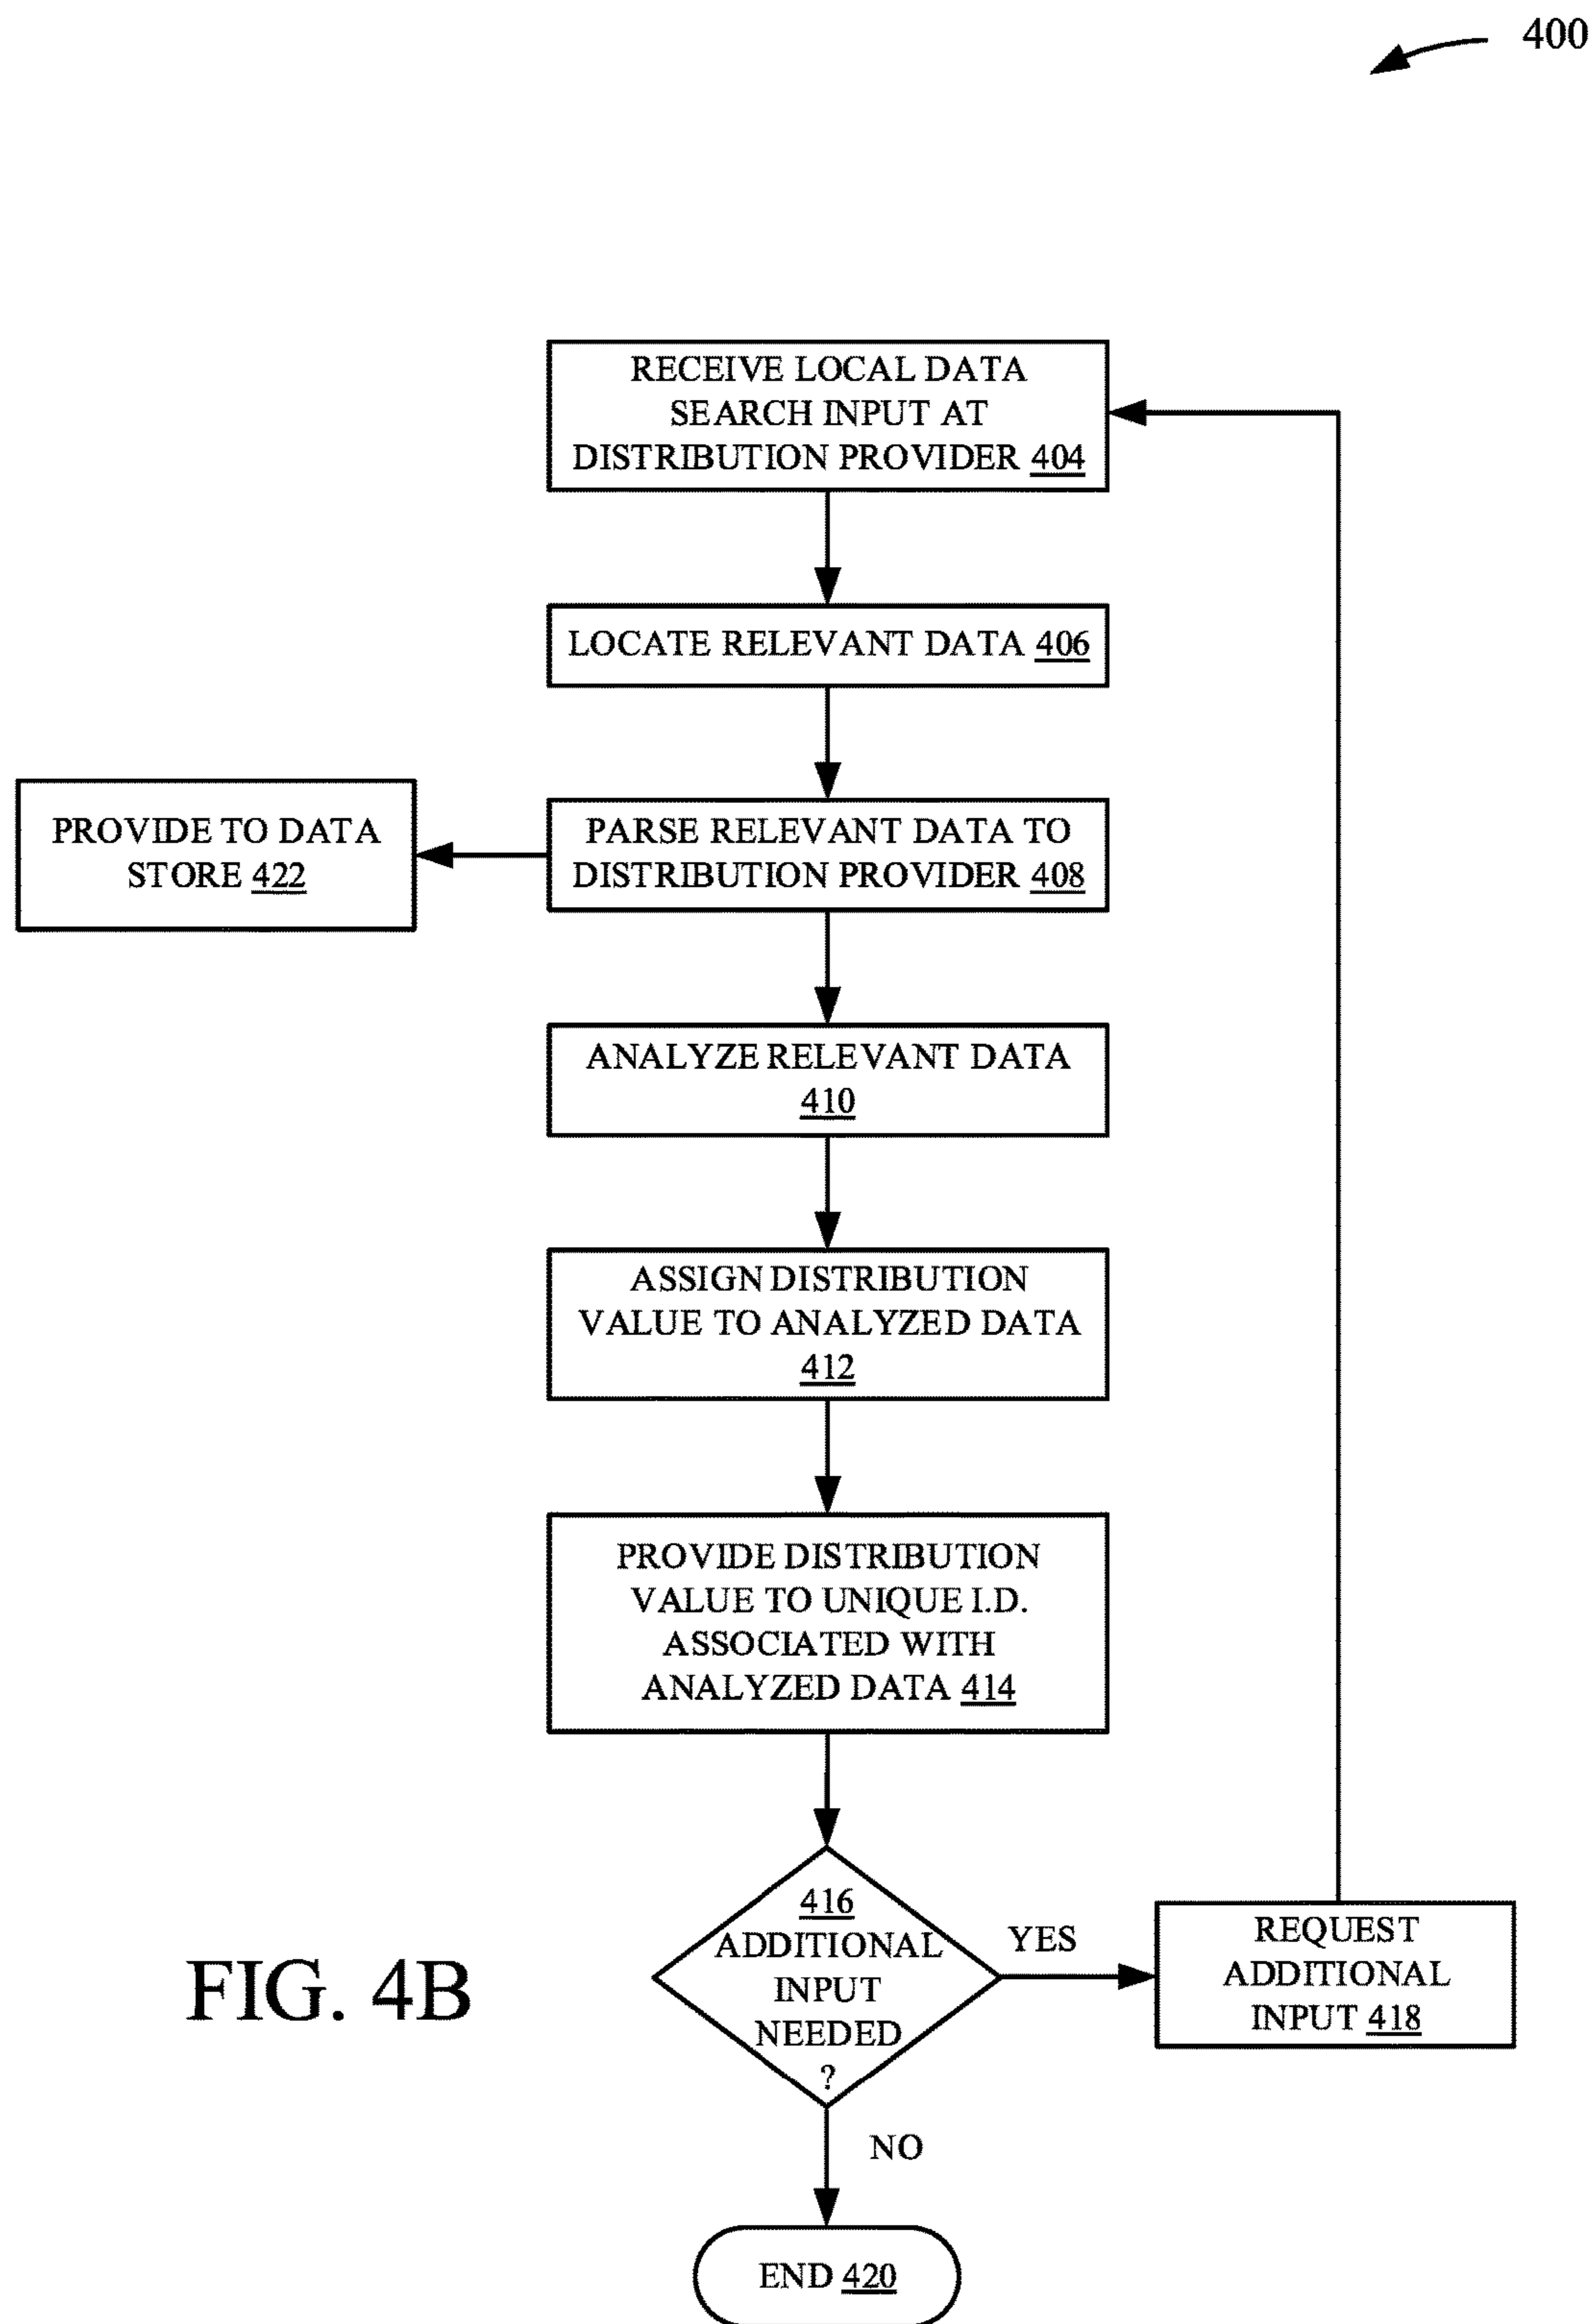 400
RECEIVE LOCAL DATA
SEARCH INPUT AT
DISTRIBUTION PROVIDER 404
LOCATE RELEVANT DATA 406
PROVIDE TO DATA
STORE 422
PARSE RELEVANT DATA TO
DISTRIBUTION PROVIDER 408
ANALYZE RELEVANT DATA
410
ASSIGN DISTRIBUTION
VALUE TO ANALYZED DATA
412
PROVIDE DISTRIBUTION
VALUE TO UNIQUE I.D.
ASSOCIATED WITH
ANALYZED DATA 414
416
ADDITIONAL
INPUT
NEEDED
?
YES
REQUEST
ADDITIONAL
INPUT 418
NO
END 420
FIG. 4B